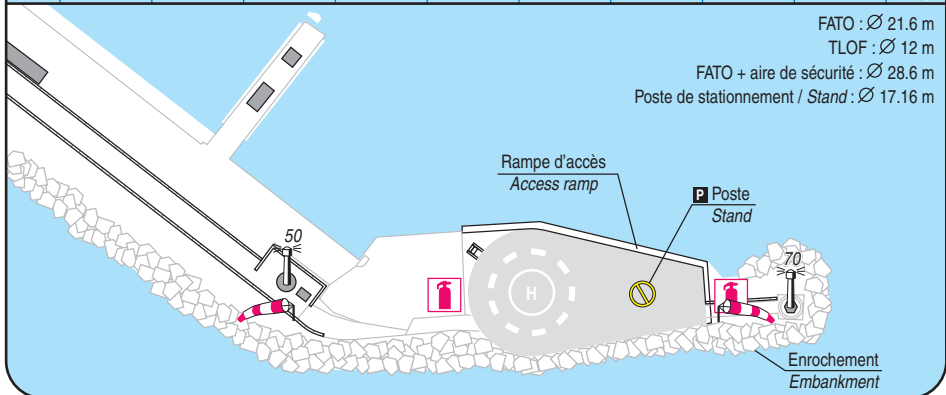 FATO : Ø 21.6 m
TLOF : Ø 12 m
FATO + aire de sécurité : Ø 28.6 m
Poste de stationnement / Stand : Ø 17.16 m
Rampe d'accès
Access ramp
P Poste
Stand
50
70
H
Enrochement
Embankment